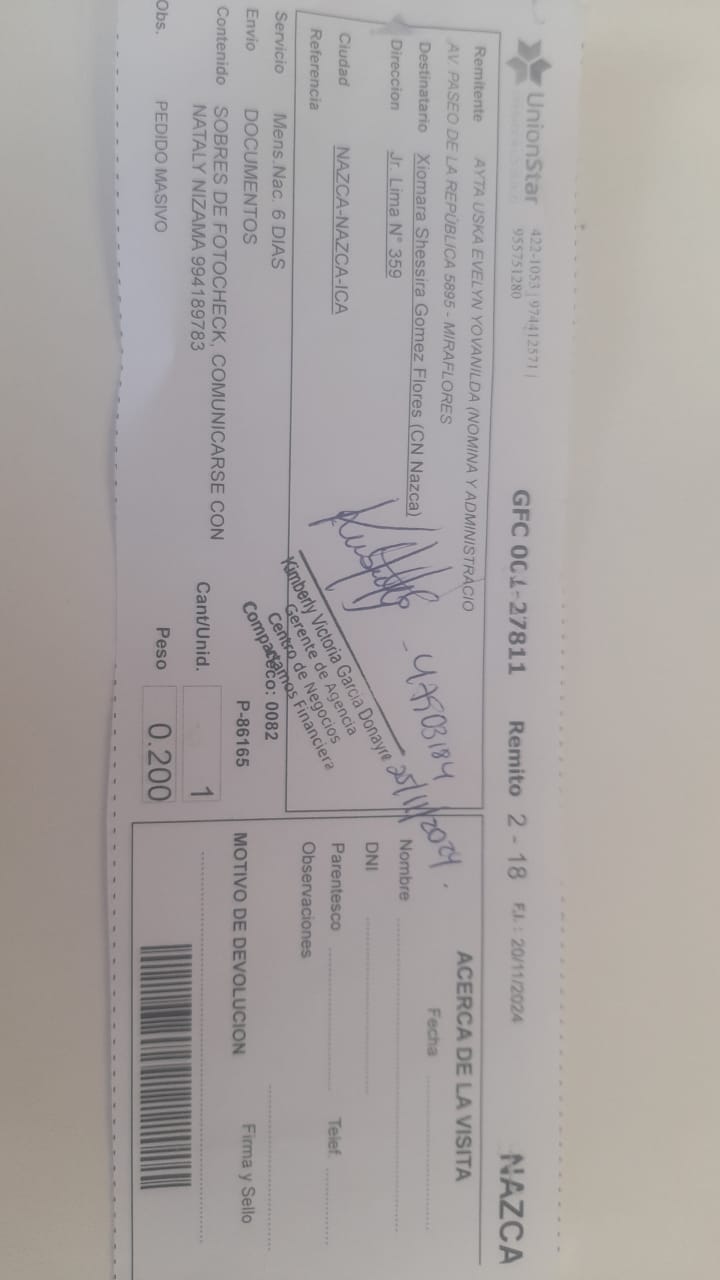 UnionStar 422-1053 | 974412571 |
955751280
GFC 001-27811 Remito 2 - 18 F.I.: 20/11/2024 NAZCA
Remitente AYTA USKA EVELYN YOVANILDA (NOMINA Y ADMINISTRACIO
AV PASEO DE LA REPÚBLICA 5895 - MIRAFLORES
Destinatario Xiomara Shessira Gomez Flores (CN Nazca)
Direccion Jr. Lima N° 359
Ciudad NAZCA-NAZCA-ICA
Referencia
- 47503184
25/11/2024.
Kimberly Victoria Garcia Donayre
Gerente de Agencia
Centro de Negocios
Compartamos Financiera
Servicio Mens.Nac. 6 DIAS
Envio DOCUMENTOS
0082
P-86165
Contenido SOBRES DE FOTOCHECK, COMUNICARSE CON
NATALY NIZAMA 994189783
Cant/Unid. 1
Obs. PEDIDO MASIVO
Peso 0.200
ACERCA DE LA VISITA
Fecha
Nombre
DNI
Parentesco Telef.
Observaciones
MOTIVO DE DEVOLUCION Firma y Sello